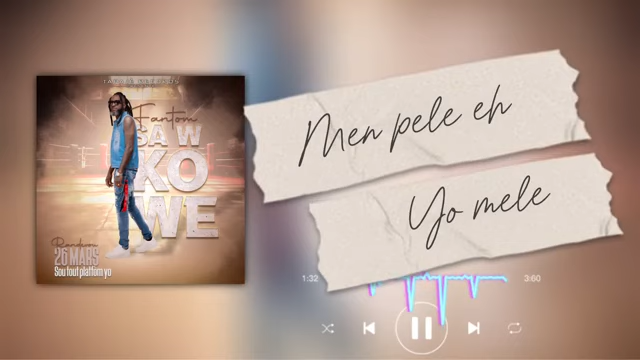 Fantom
SA W
KO
WE
Randevou
26 MARS
Sou tout platfòm yo
Men pele eh
Yo mele
1:32
3:60